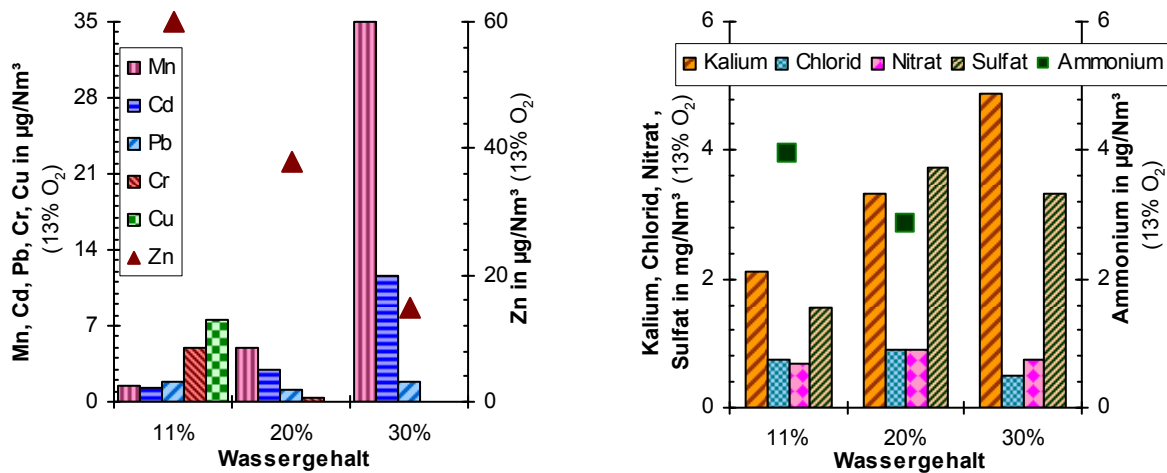 Mn, Cd, Pb, Cr, Cu in µg/Nm³
(13% O₂)
35
28
21
14
7
0
Mn
Cd
Pb
Cr
Cu
Zn
60
40
20
0
Zn in µg/Nm³ (13% O₂)
11% 20% 30%
Wassergehalt
Kalium, Chlorid, Nitrat ,
Sulfat in mg/Nm³ (13% O₂)
6
4
2
0
Kalium Chlorid Nitrat Sulfat Ammonium
6
4
2
0
Ammonium in µg/Nm³
(13% O₂)
11% 20% 30%
Wassergehalt